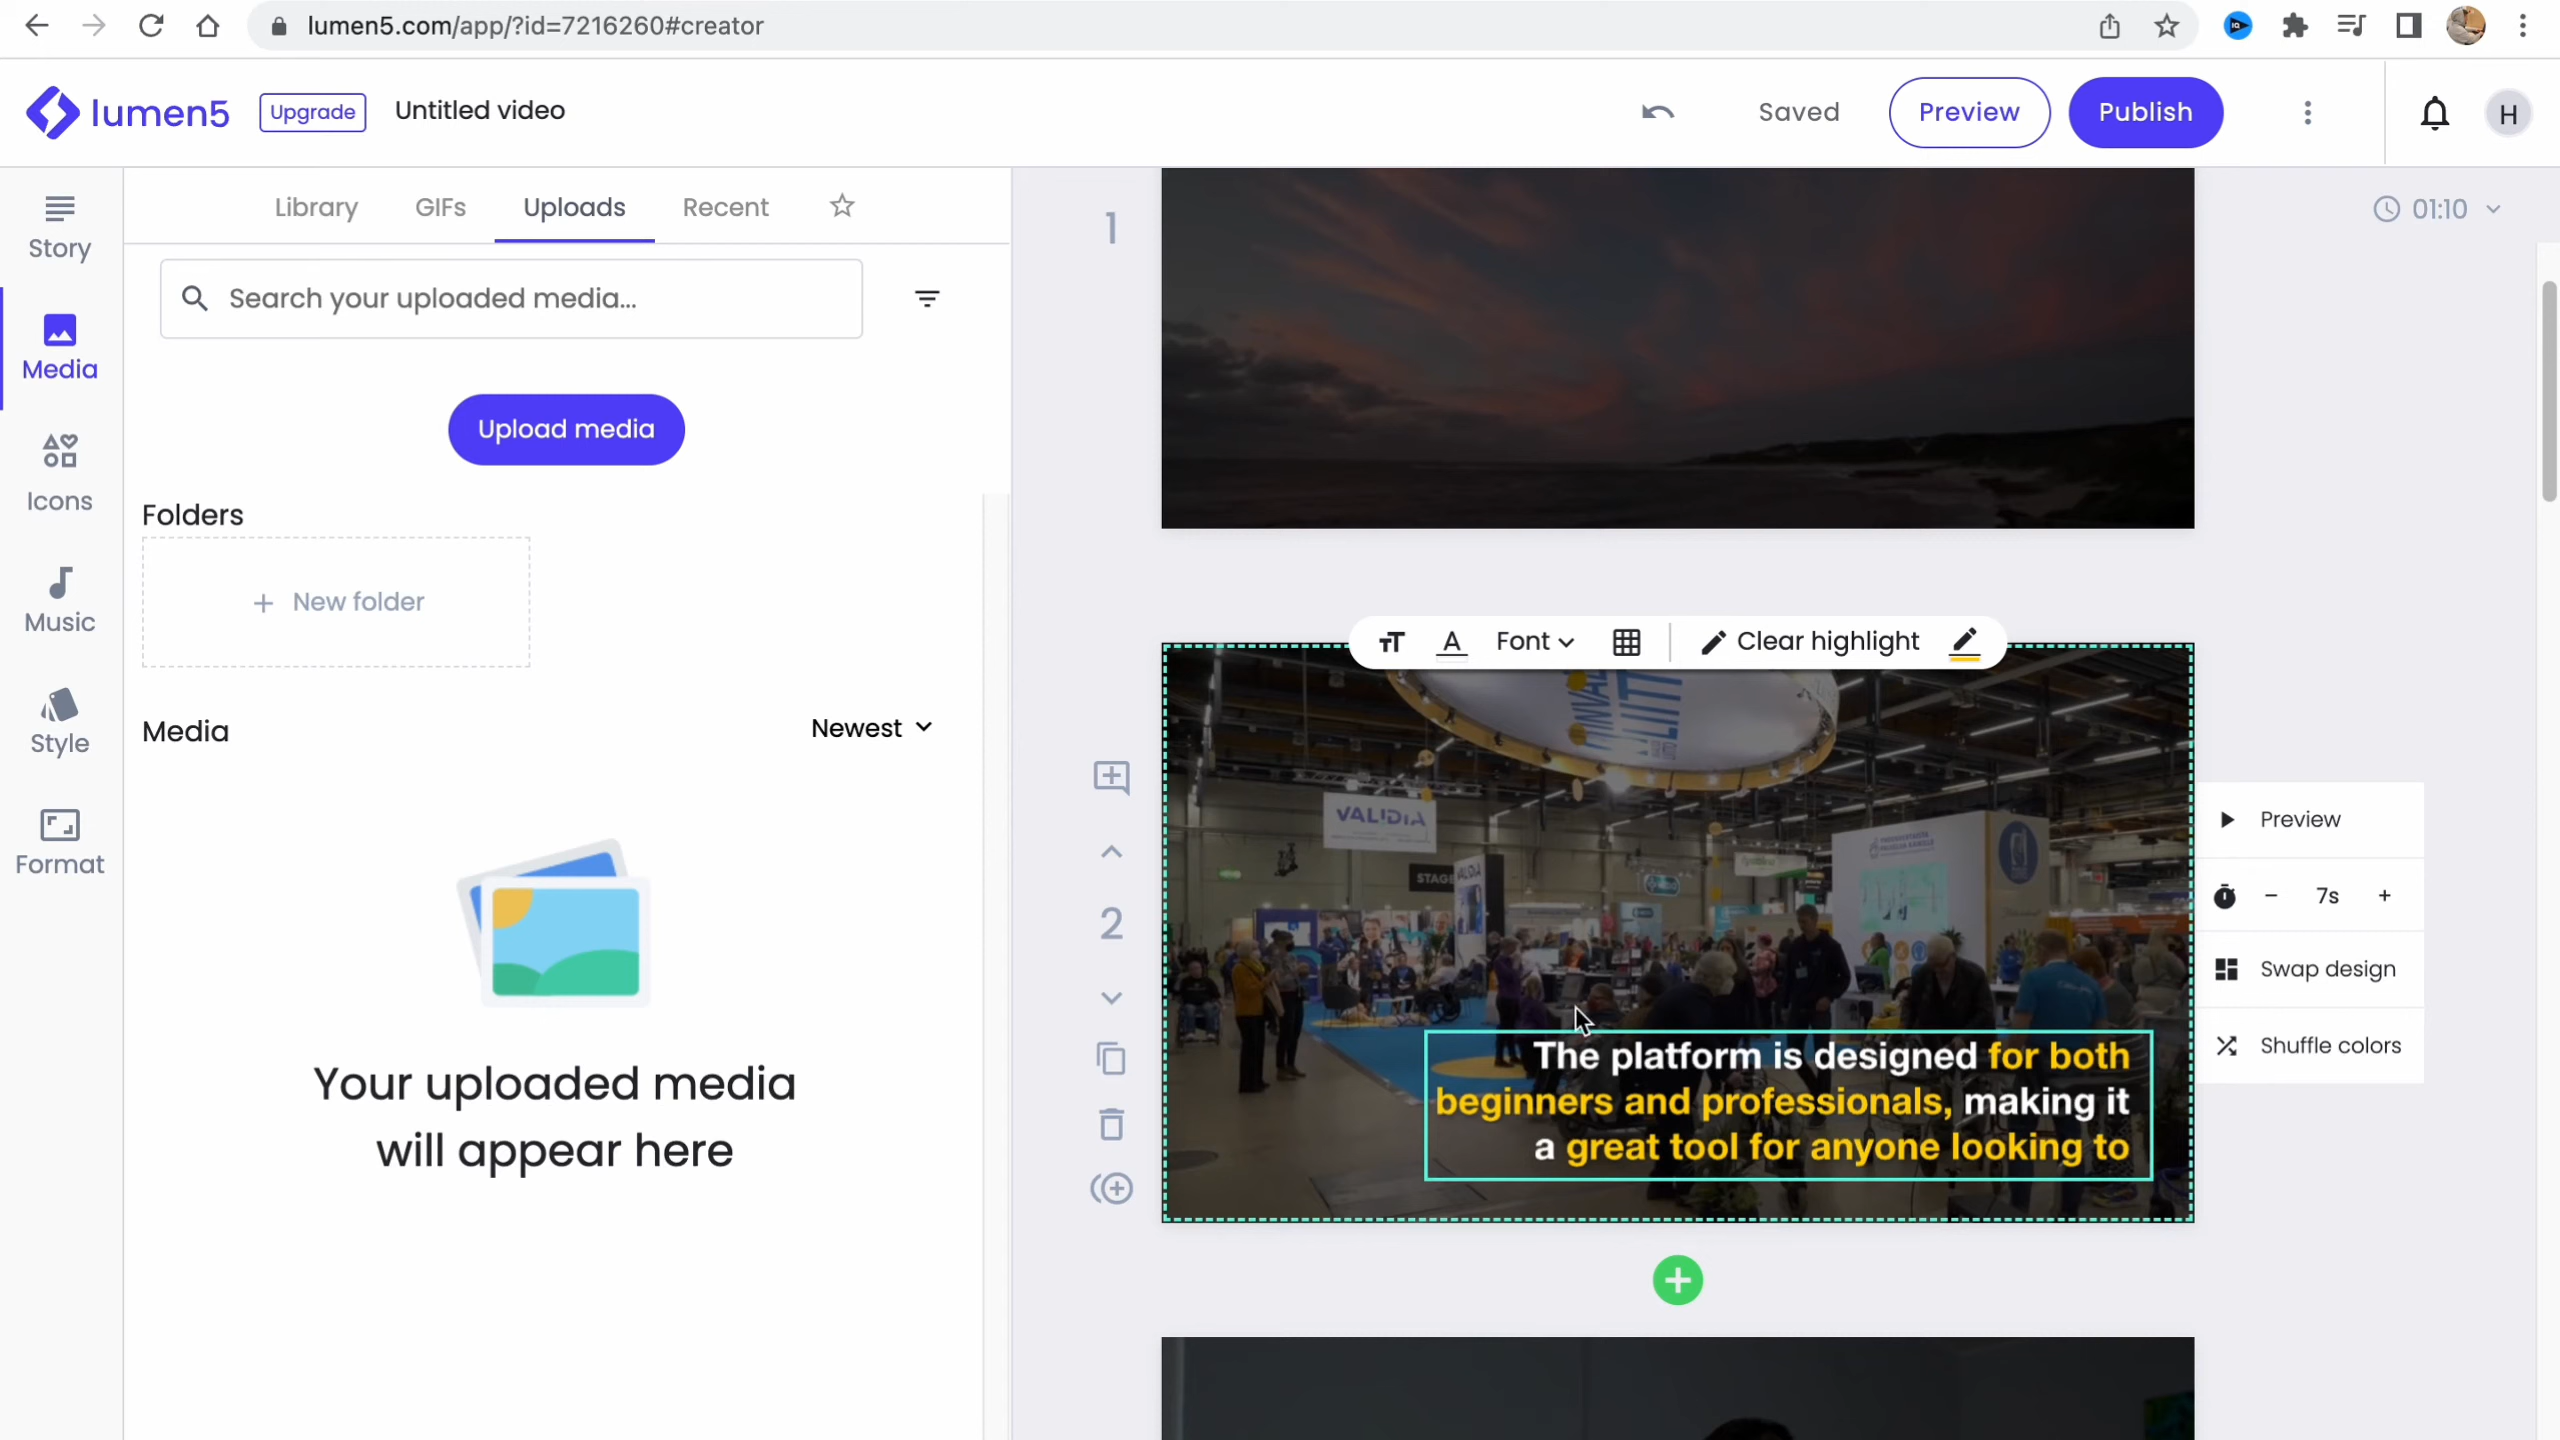 lumen5.com/app/?id=7216260#creator
lumen5
Upgrade
Untitled video
Saved
Preview
Publish
H
Story
Media
Icons
Music
Style
Format
Library
GIFs
Uploads
Recent
Search your uploaded media...
Upload media
Folders
+ New folder
Media
Newest
Your uploaded media
will appear here
1
01:10
A
Font
Clear highlight
VALIDIA
STAGE
VALIDIA
2
The platform is designed for both
beginners and professionals, making it
a great tool for anyone looking to
Preview
− 7s +
Swap design
Shuffle colors